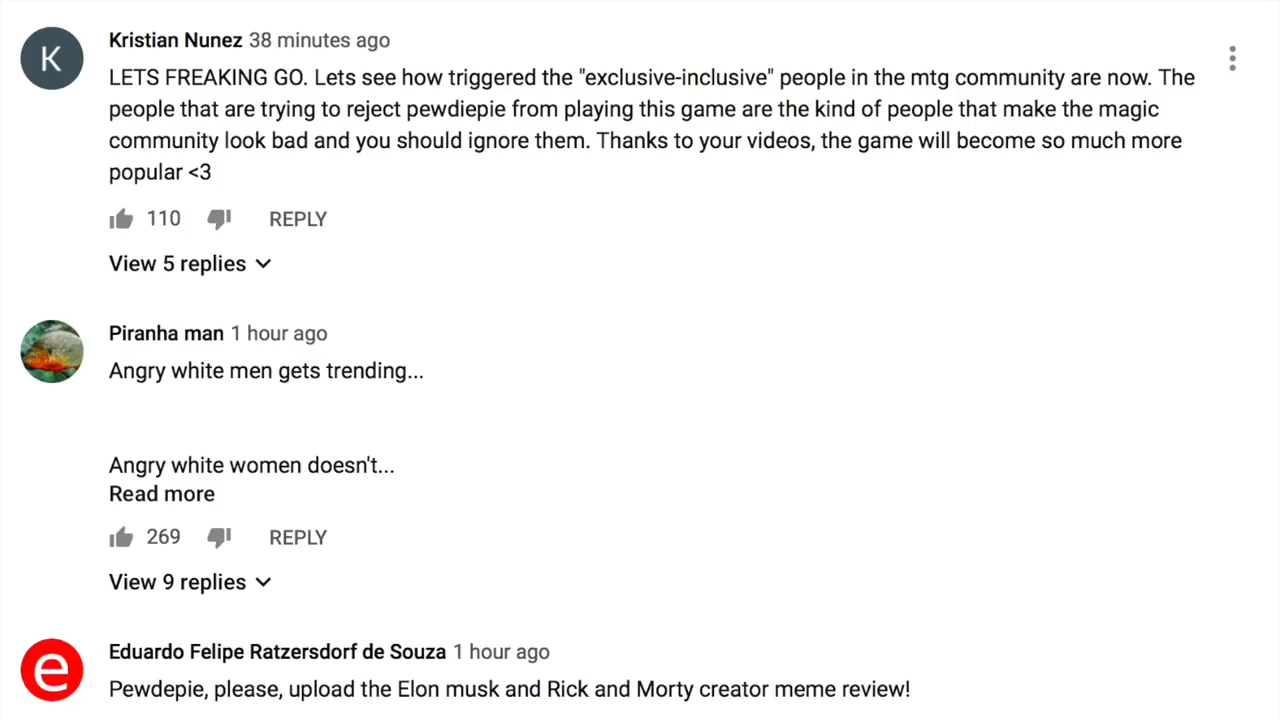 K
Kristian Nunez 38 minutes ago
LETS FREAKING GO. Lets see how triggered the "exclusive-inclusive" people in the mtg community are now. The
people that are trying to reject pewdiepie from playing this game are the kind of people that make the magic
community look bad and you should ignore them. Thanks to your videos, the game will become so much more
popular <3
110 REPLY
View 5 replies
Piranha man 1 hour ago
Angry white men gets trending...
Angry white women doesn't...
Read more
269 REPLY
View 9 replies
e
Eduardo Felipe Ratzersdorf de Souza 1 hour ago
Pewdepie, please, upload the Elon musk and Rick and Morty creator meme review!